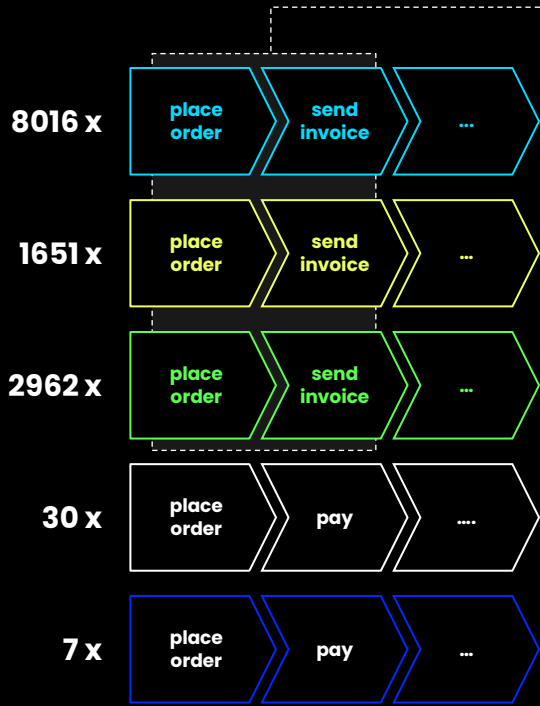 8016 x
place
order
send
invoice
...
1651 x
place
order
send
invoice
...
2962 x
place
order
send
invoice
...
30 x
place
order
pay
....
7 x
place
order
pay
...